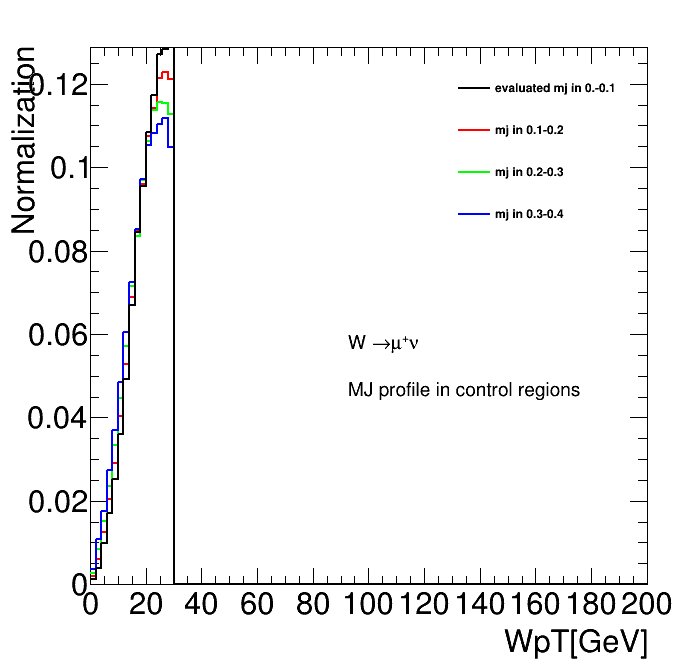 Normalization
0.12
0.1
0.08
0.06
0.04
0.02
0
evaluated mj in 0.-0.1
mj in 0.1-0.2
mj in 0.2-0.3
mj in 0.3-0.4
W →μ⁺ν
MJ profile in control regions
0 20 40 60 80 100 120 140 160 180 200
WpT[GeV]